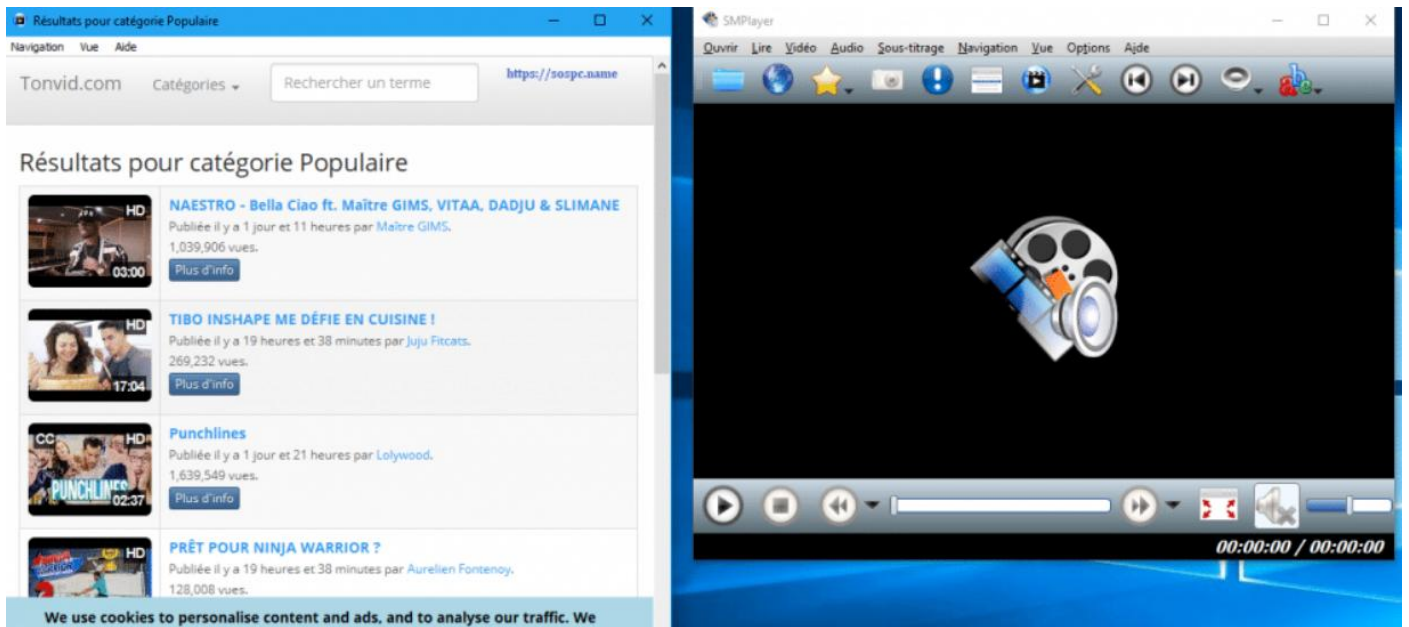 Résultats pour catégorie Populaire
Navigation Vue Aide
Tonvid.com Catégories Rechercher un terme https://sospc.name
Résultats pour catégorie Populaire
HD
03:00
NAESTRO - Bella Ciao ft. Maître GIMS, VITAA, DADJU & SLIMANE
Publiée il y a 1 jour et 11 heures par Maître GIMS.
1,039,906 vues.
Plus d'info
HD
17:04
TIBO INSHAPE ME DÉFIE EN CUISINE !
Publiée il y a 19 heures et 38 minutes par Juju Fitcats.
269,232 vues.
Plus d'info
CC HD
PUNCHLINES
02:37
Punchlines
Publiée il y a 1 jour et 21 heures par Lolywood.
1,639,549 vues.
Plus d'info
HD
PRÊT POUR NINJA WARRIOR ?
Publiée il y a 19 heures et 38 minutes par Aurelien Fontenoy.
128,008 vues.
We use cookies to personalise content and ads, and to analyse our traffic. We
SMPlayer
Ouvrir Lire Vidéo Audio Sous-titrage Navigation Vue Options Aide
abc
00:00:00 / 00:00:00